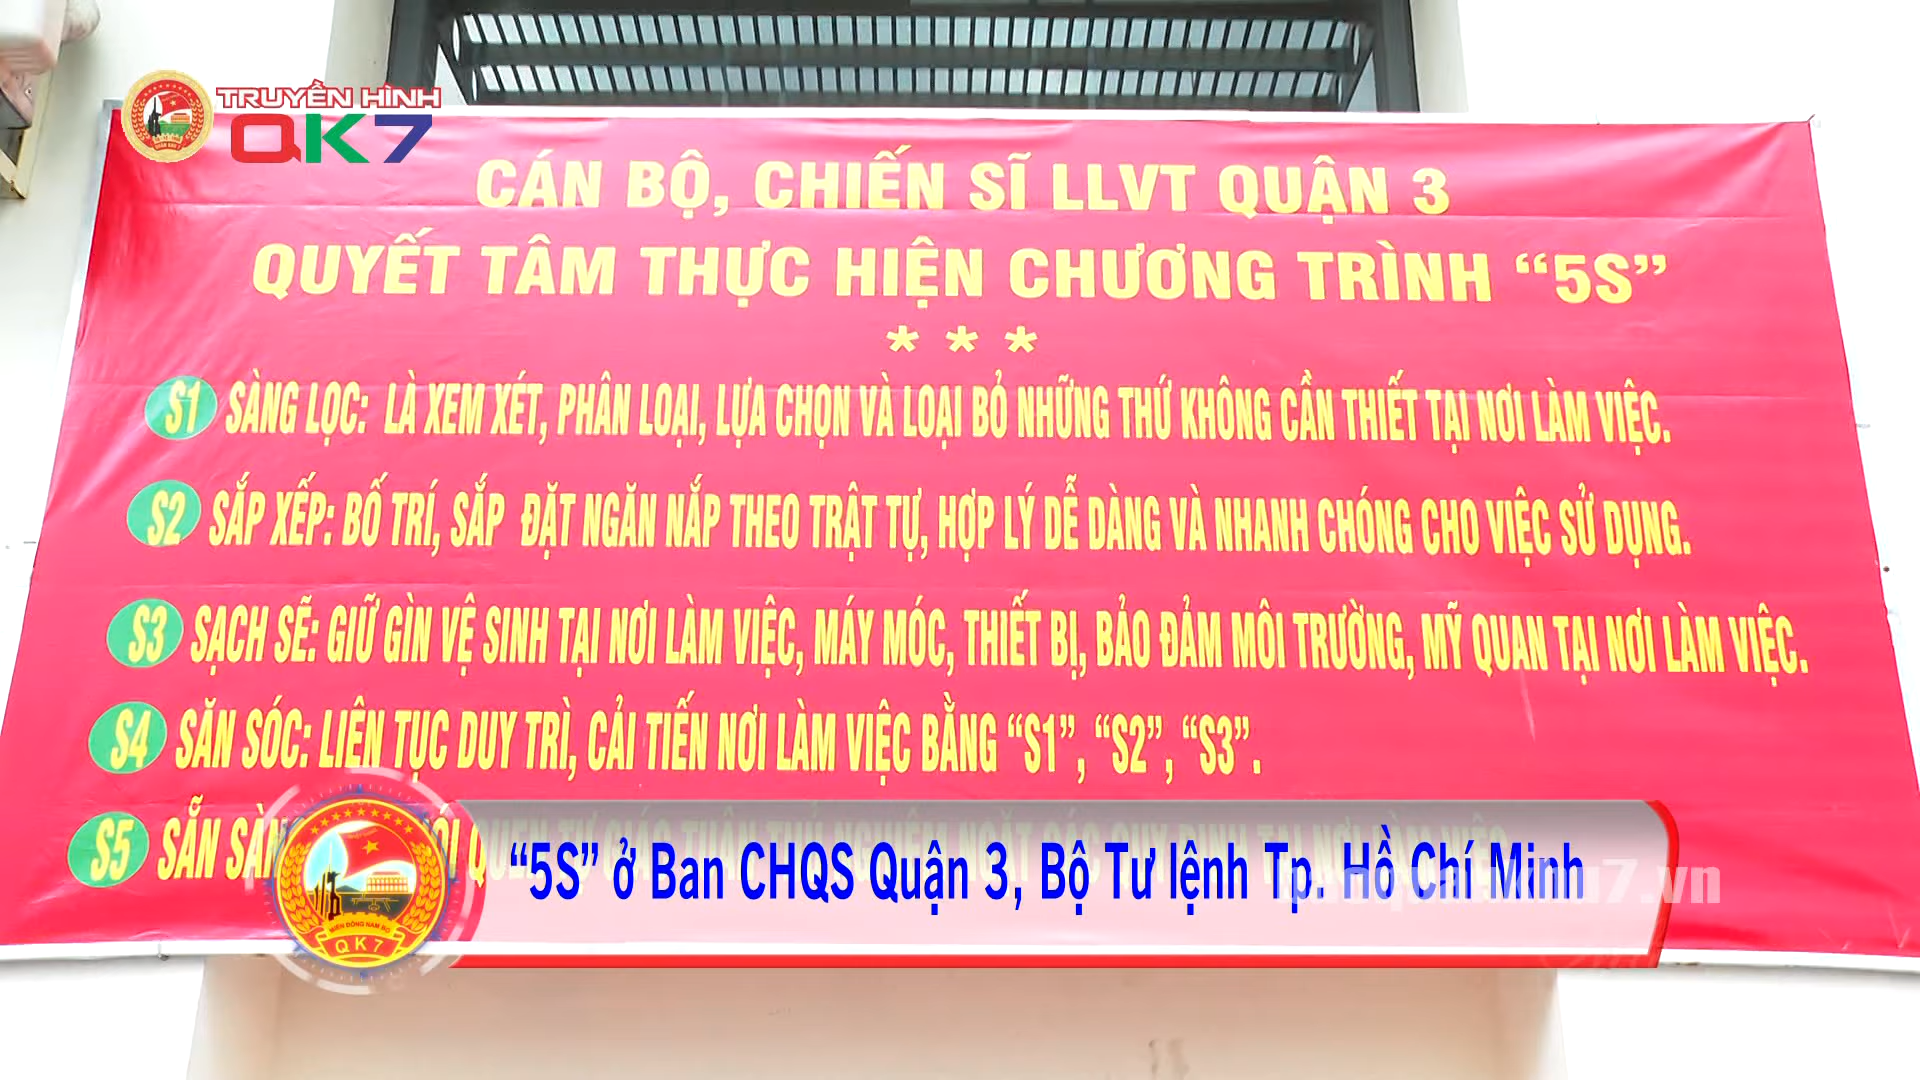 TRUYỀN HÌNH
QK7
CÁN BỘ, CHIẾN SĨ LLVT QUẬN 3
QUYẾT TÂM THỰC HIỆN CHƯƠNG TRÌNH “5S”
* * *
S1 SÀNG LỌC: LÀ XEM XÉT, PHÂN LOẠI, LỰA CHỌN VÀ LOẠI BỎ NHỮNG THỨ KHÔNG CẦN THIẾT TẠI NƠI LÀM VIỆC.
S2 SẮP XẾP: BỐ TRÍ, SẮP ĐẶT NGĂN NẮP THEO TRẬT TỰ, HỢP LÝ DỄ DÀNG VÀ NHANH CHÓNG CHO VIỆC SỬ DỤNG.
S3 SẠCH SẼ: GIỮ GÌN VỆ SINH TẠI NƠI LÀM VIỆC, MÁY MÓC, THIẾT BỊ, BẢO ĐẢM MÔI TRƯỜNG, MỸ QUAN TẠI NƠI LÀM VIỆC.
S4 SĂN SÓC: LIÊN TỤC DUY TRÌ, CẢI TIẾN NƠI LÀM VIỆC BẰNG “S1”, “S2”, “S3”.
S5 SẴN
“5S” ở Ban CHQS Quận 3, Bộ Tư lệnh Tp. Hồ Chí Minh
MIỀN ĐÔNG NAM BỘ
QK7